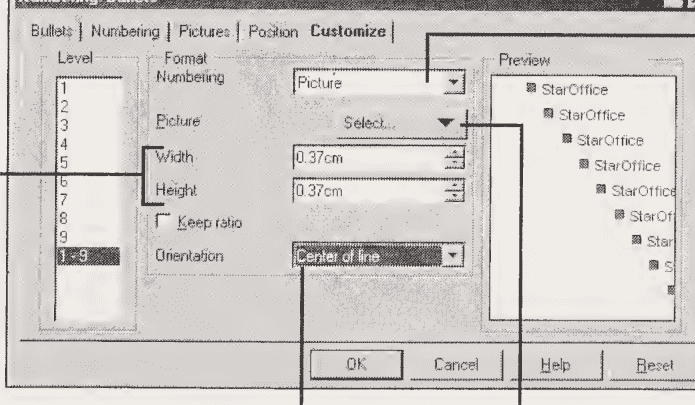 Bullets Numbering Pictures Position Customize
Level
1
2
3
4
5
6
7
8
9
1 - 9
Format
Numbering
Picture
Picture
Select...
Width
0.37cm
Height
0.37cm
Keep ratio
Orientation
Center of line
Preview
StarOffice
StarOffice
StarOffice
StarOffice
StarOffice
StarOf
Star
S
OK Cancel Help Reset